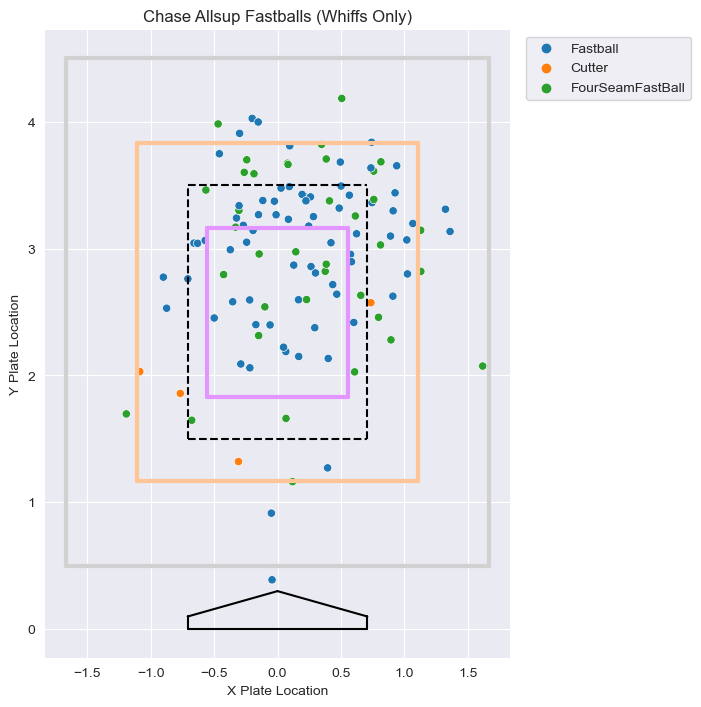 Chase Allsup Fastballs (Whiffs Only)
Fastball
Cutter
FourSeamFastBall
4
3
2
1
0
Y Plate Location
−1.5 −1.0 −0.5 0.0 0.5 1.0 1.5
X Plate Location